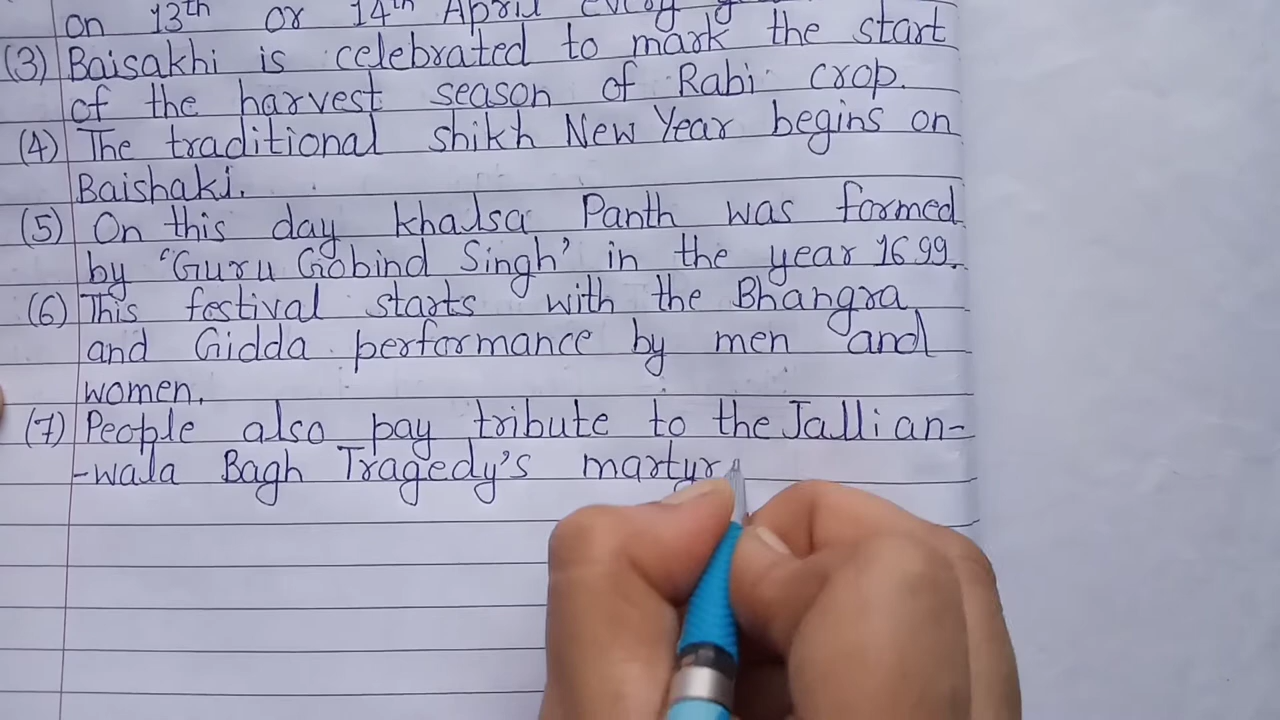 on 13th or 14th April every
(3) Baisakhi is celebrated to mark the start
of the harvest season of Rabi crop.
(4) The traditional shikh New Year begins on
Baishaki.
(5) On this day khalsa Panth was formed
by 'Guru Gobind Singh' in the year 1699.
(6) This festival starts with the Bhangra
and Gidda performance by men and
women.
(7) People also pay tribute to the Jallian-
-wala Bagh Tragedy's martyr